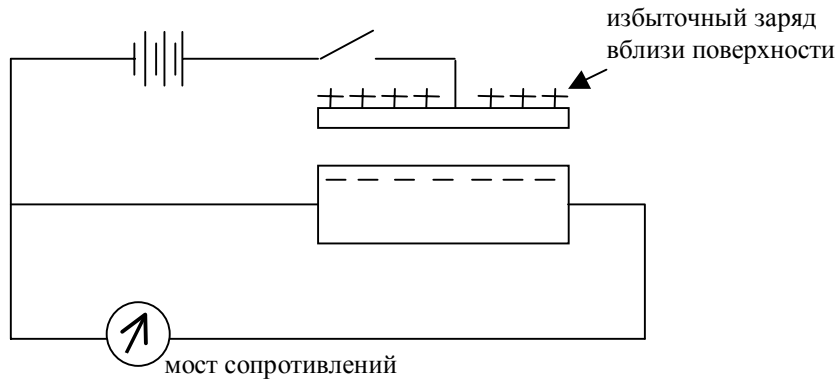 избыточный заряд
вблизи поверхности
мост сопротивлений